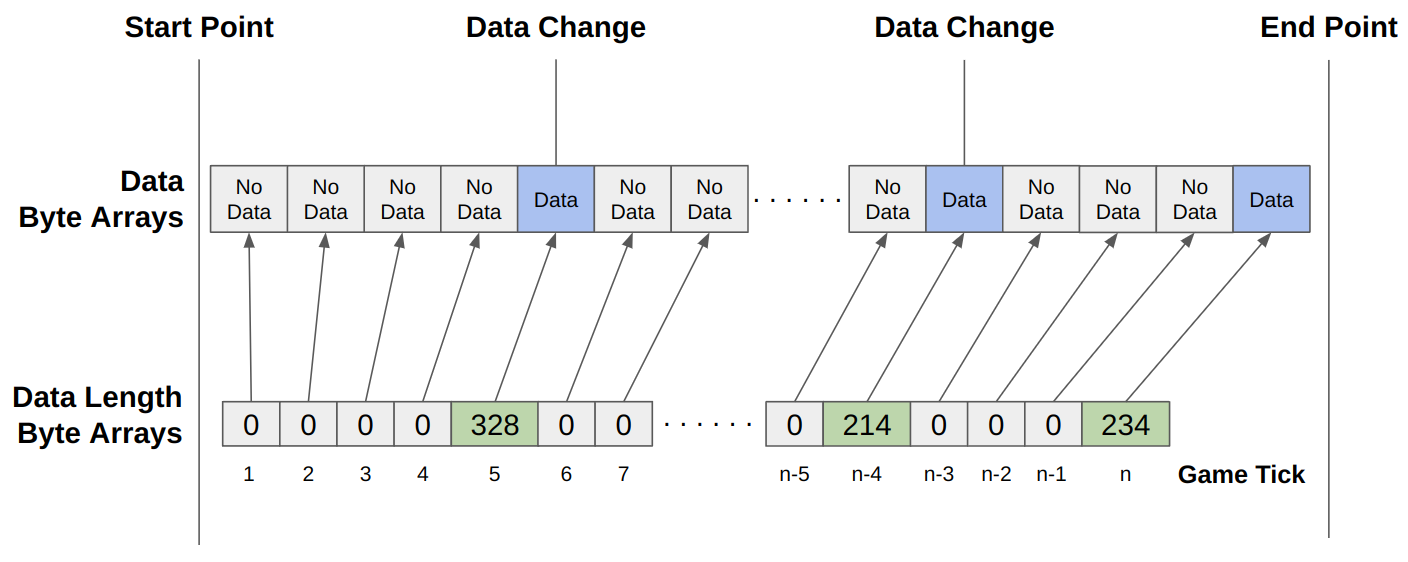 Start Point
Data Change
Data Change
End Point
Data
Byte Arrays
No
Data
No
Data
No
Data
No
Data
Data
No
Data
No
Data
. . . . . .
No
Data
Data
No
Data
No
Data
No
Data
Data
Data Length
Byte Arrays
0
0
0
0
328
0
0
. . . . . .
0
214
0
0
0
234
1
2
3
4
5
6
7
n-5
n-4
n-3
n-2
n-1
n
Game Tick